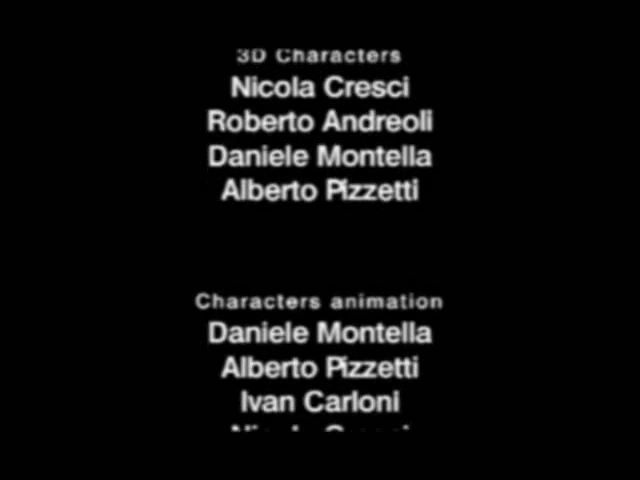 3D Characters
Nicola Cresci
Roberto Andreoli
Daniele Montella
Alberto Pizzetti
Characters animation
Daniele Montella
Alberto Pizzetti
Ivan Carloni